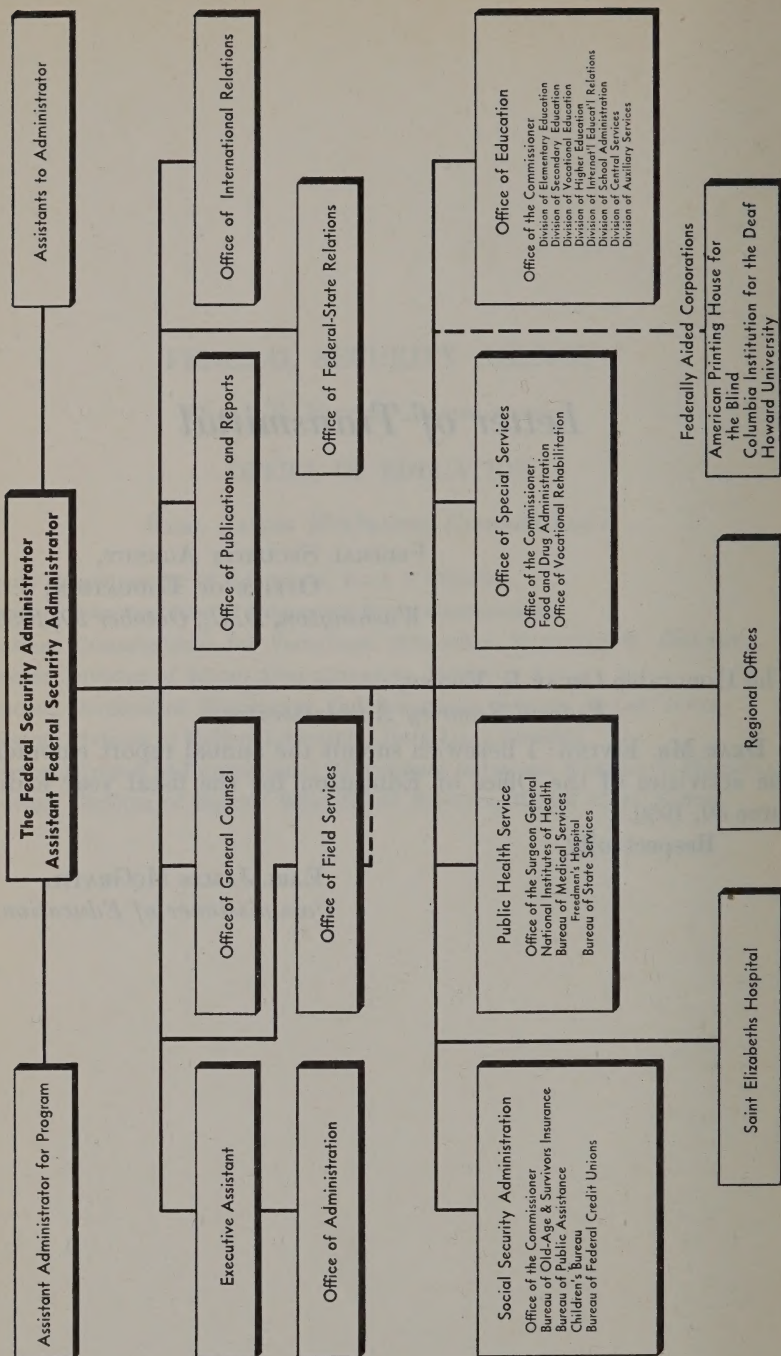 The Federal Security Administrator
Assistant Federal Security Administrator
Assistant Administrator for Program
Assistants to Administrator
Executive Assistant
Office of General Counsel
Office of Publications and Reports
Office of International Relations
Office of Administration
Office of Field Services
Office of Federal-State Relations
Social Security Administration
Office of the Commissioner
Bureau of Old-Age & Survivors Insurance
Bureau of Public Assistance
Children's Bureau
Bureau of Federal Credit Unions
Public Health Service
Office of the Surgeon General
National Institutes of Health
Bureau of Medical Services
Freedmen's Hospital
Bureau of State Services
Office of Special Services
Office of the Commissioner
Food and Drug Administration
Office of Vocational Rehabilitation
Office of Education
Office of the Commissioner
Division of Elementary Education
Division of Secondary Education
Division of Vocational Education
Division of Higher Education
Division of Internat'l Educat'l Relations
Division of School Administration
Division of Central Services
Division of Auxiliary Services
Saint Elizabeths Hospital
Regional Offices
Federally Aided Corporations
American Printing House for
the Blind
Columbia Institution for the Deaf
Howard University